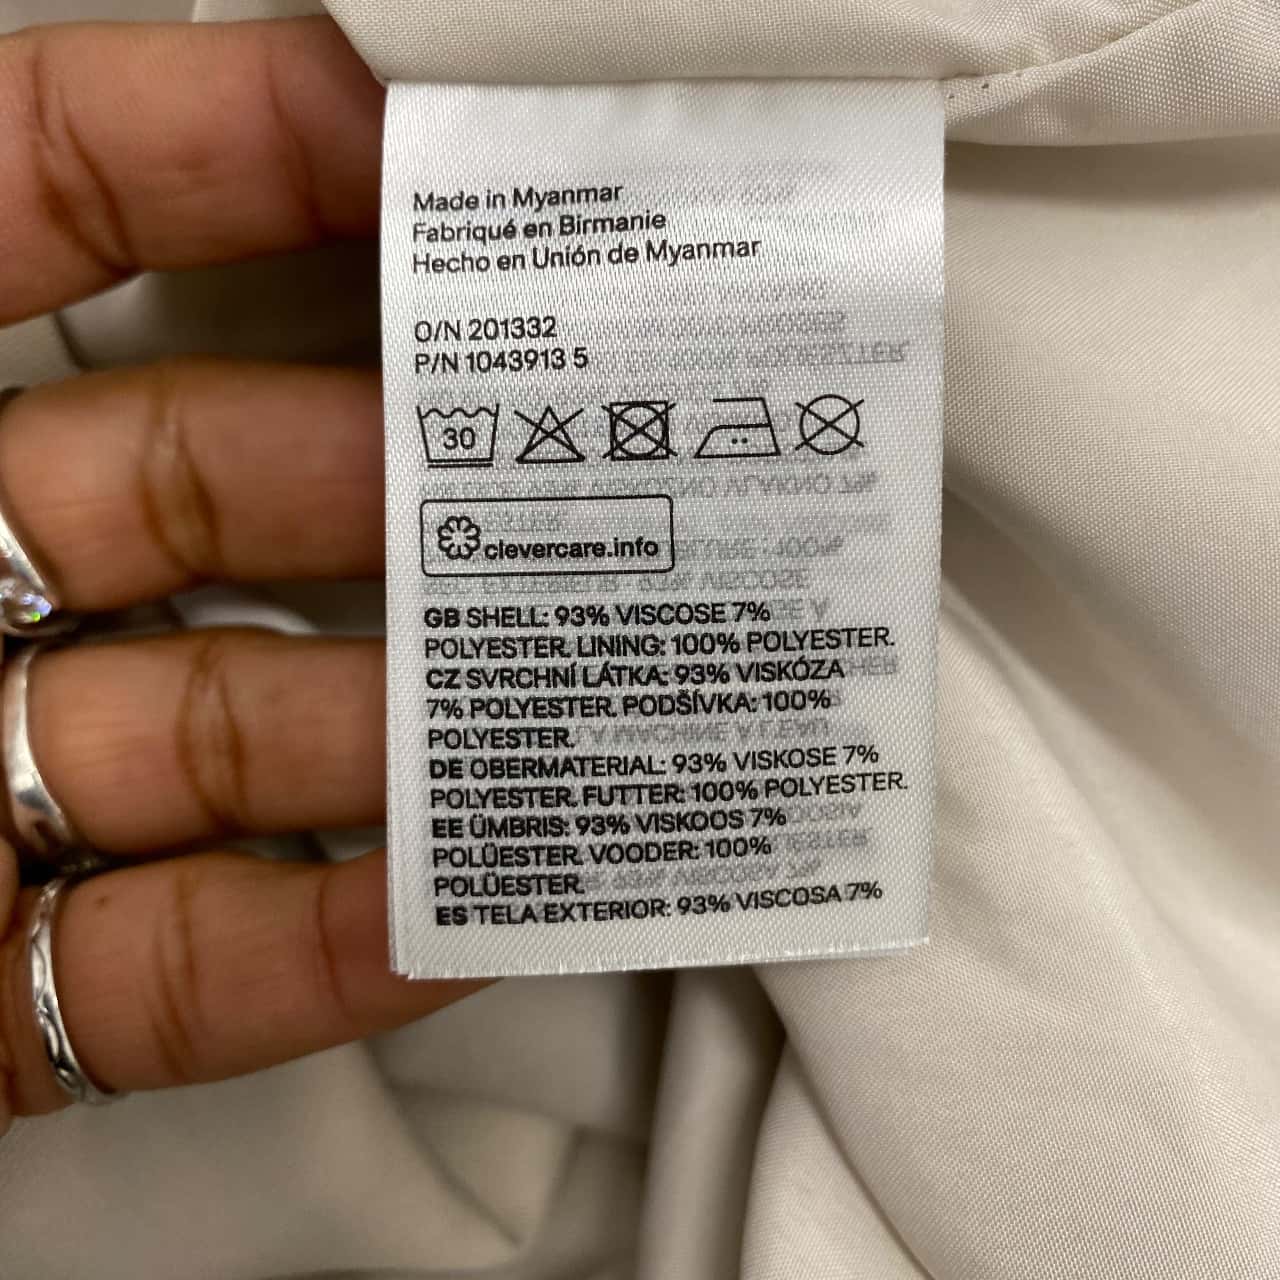 Made in Myanmar
Fabriqué en Birmanie
Hecho en Unión de Myanmar
O/N 201332
P/N 1043913 5
30
clevercare.info
GB SHELL: 93% VISCOSE 7%
POLYESTER. LINING: 100% POLYESTER.
CZ SVRCHNÍ LÁTKA: 93% VISKÓZA
7% POLYESTER. PODŠÍVKA: 100%
POLYESTER.
DE OBERMATERIAL: 93% VISKOSE 7%
POLYESTER. FUTTER: 100% POLYESTER.
EE ÜMBRIS: 93% VISKOOS 7%
POLÜESTER. VOODER: 100%
POLÜESTER.
ES TELA EXTERIOR: 93% VISCOSA 7%